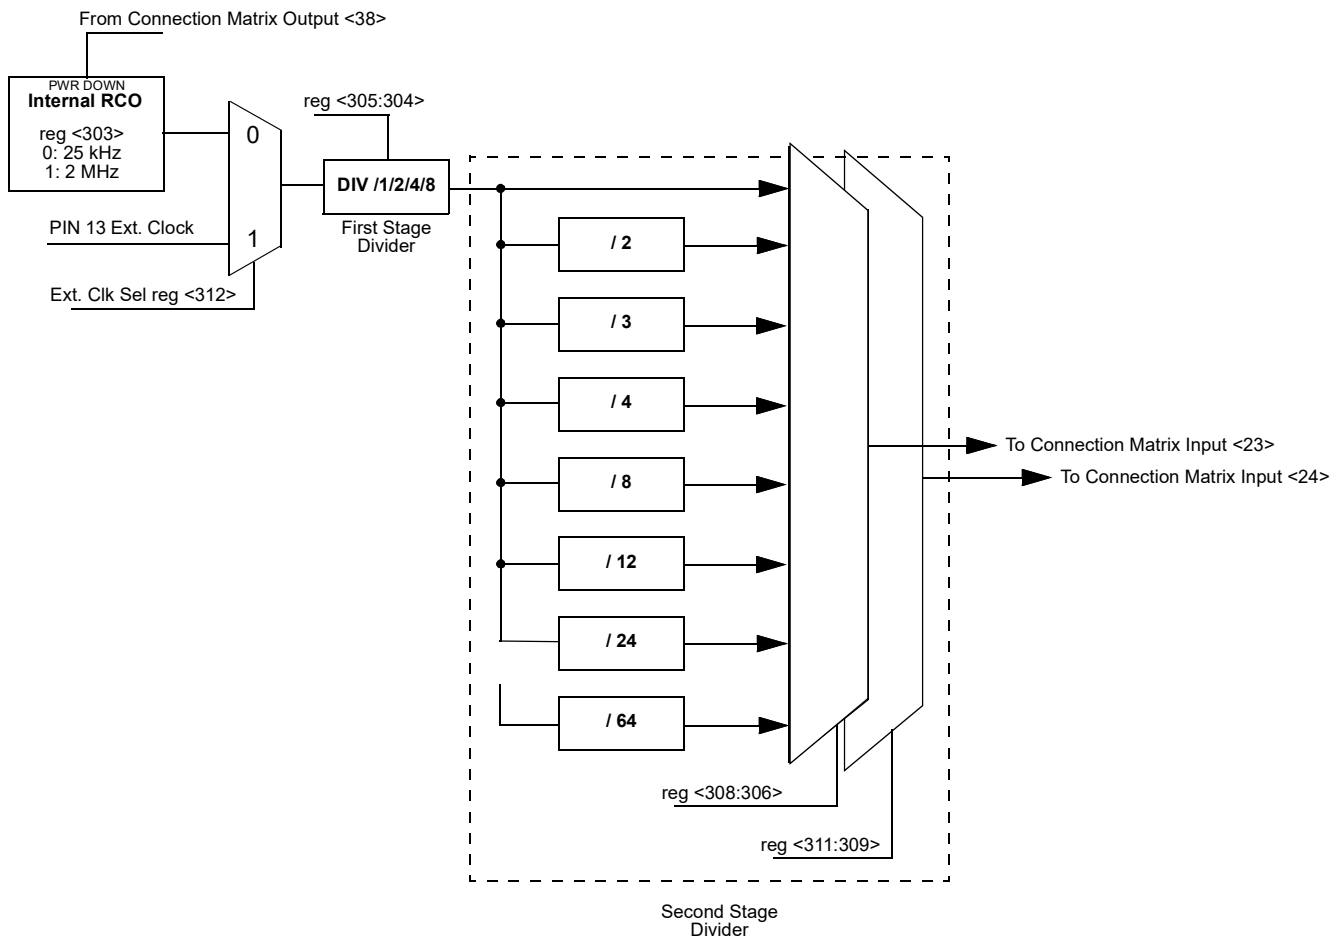 From Connection Matrix Output <38>
PWR DOWN
Internal RCO
reg <303>
0: 25 kHz
1: 2 MHz
PIN 13 Ext. Clock
Ext. Clk Sel reg <312>
0
1
reg <305:304>
DIV /1/2/4/8
First Stage
Divider
/ 2
/ 3
/ 4
/ 8
/ 12
/ 24
/ 64
To Connection Matrix Input <23>
To Connection Matrix Input <24>
reg <308:306>
reg <311:309>
Second Stage
Divider